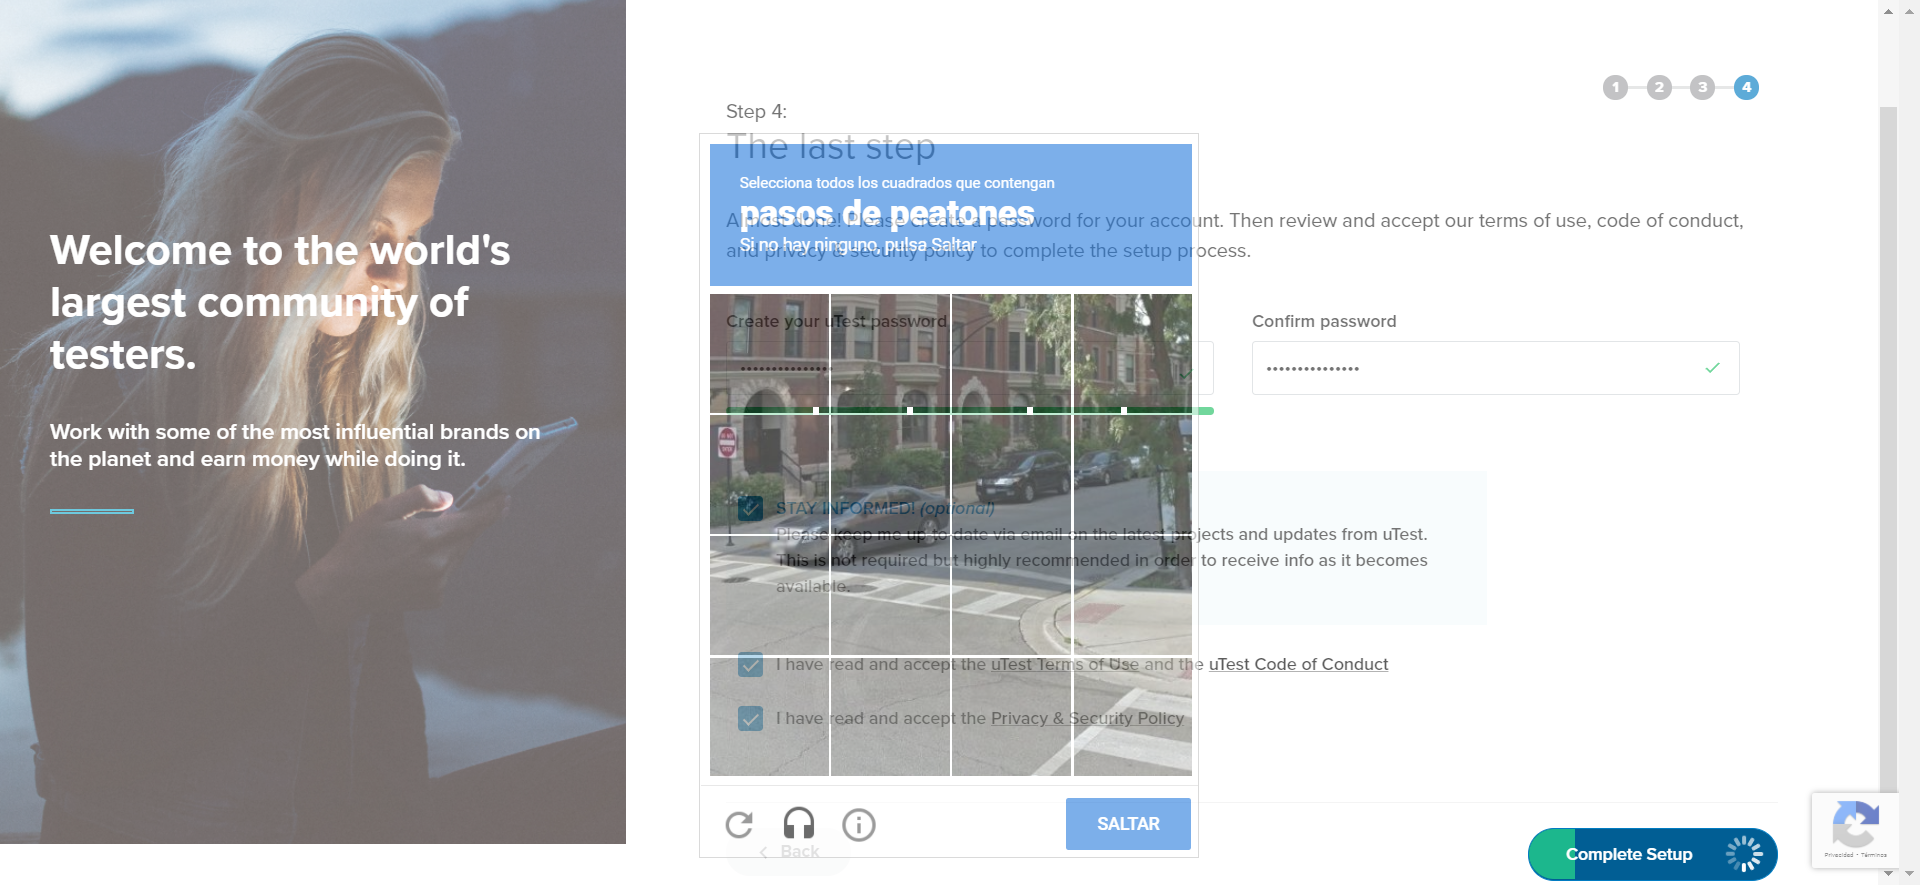 Welcome to the world's
largest community of
testers.
Work with some of the most influential brands on
the planet and earn money while doing it.
1 2 3 4
Step 4:
The last step
Almost done! Please create a password for your account. Then review and accept our terms of use, code of conduct,
and privacy & security policy to complete the setup process.
Selecciona todos los cuadrados que contengan
pasos de peatones
Si no hay ninguno, pulsa Saltar
Create your uTest password
Confirm password
STAY INFORMED! (optional)
Please keep me up to date via email on the latest projects and updates from uTest.
This is not required but highly recommended in order to receive info as it becomes
available.
I have read and accept the uTest Terms of Use and the uTest Code of Conduct
I have read and accept the Privacy & Security Policy
SALTAR
Back
Complete Setup
Privacidad - Términos